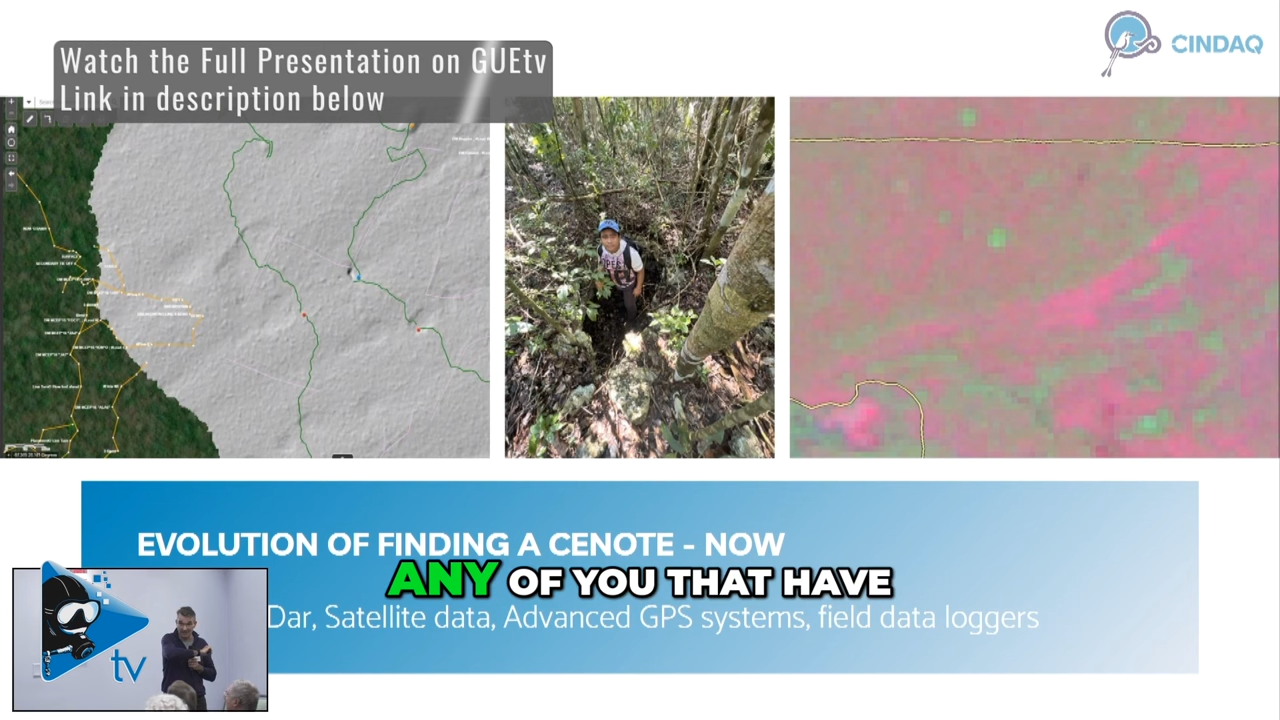 Watch the Full Presentation on GUEtv
Link in description below
CINDAQ
EVOLUTION OF FINDING A CENOTE - NOW
ANY OF YOU THAT HAVE
Dar, Satellite data, Advanced GPS systems, field data loggers
tv